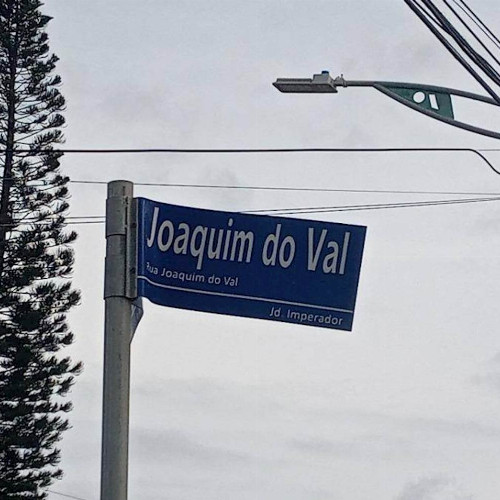 Joaquim do Val
Rua Joaquim do Val
Jd. Imperador